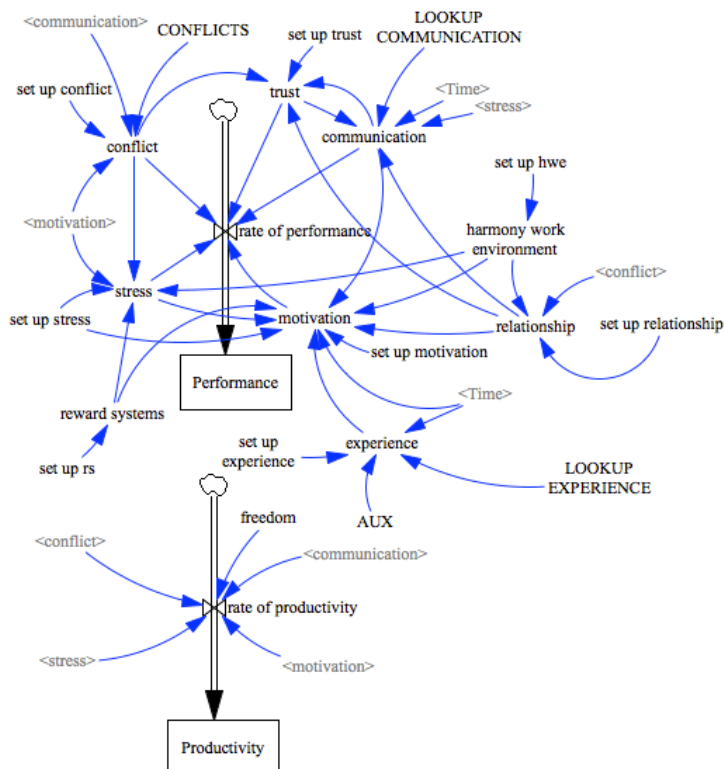 <communication>
CONFLICTS
set up trust
LOOKUP
COMMUNICATION
set up conflict
trust
<Time>
<stress>
conflict
communication
set up hwe
<motivation>
rate of performance
harmony work
environment
<conflict>
stress
set up stress
motivation
relationship
set up relationship
set up motivation
Performance
<Time>
reward systems
set up
experience
experience
set up rs
LOOKUP
EXPERIENCE
AUX
freedom
<conflict>
<communication>
rate of productivity
<stress>
<motivation>
Productivity